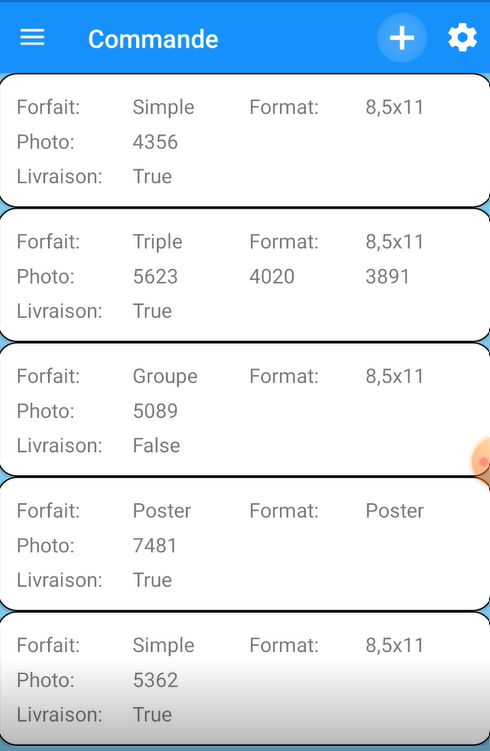 Commande
Forfait: Simple Format: 8,5x11
Photo: 4356
Livraison: True
Forfait: Triple Format: 8,5x11
Photo: 5623 4020 3891
Livraison: True
Forfait: Groupe Format: 8,5x11
Photo: 5089
Livraison: False
Forfait: Poster Format: Poster
Photo: 7481
Livraison: True
Forfait: Simple Format: 8,5x11
Photo: 5362
Livraison: True